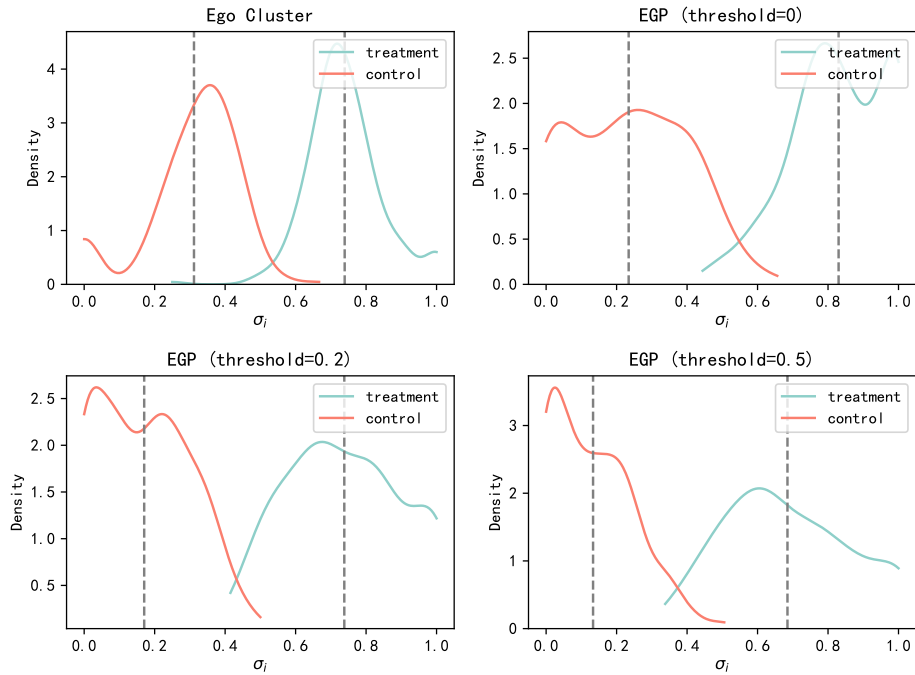 Ego Cluster
treatment
control
4
3
2
1
0
Density
0.0 0.2 0.4 0.6 0.8 1.0
σi
EGP (threshold=0)
treatment
control
2.5
2.0
1.5
1.0
0.5
0
Density
0.0 0.2 0.4 0.6 0.8 1.0
σi
EGP (threshold=0.2)
treatment
control
2.5
2.0
1.5
1.0
0.5
Density
0.0 0.2 0.4 0.6 0.8 1.0
σi
EGP (threshold=0.5)
treatment
control
3
2
1
0
Density
0.0 0.2 0.4 0.6 0.8 1.0
σi